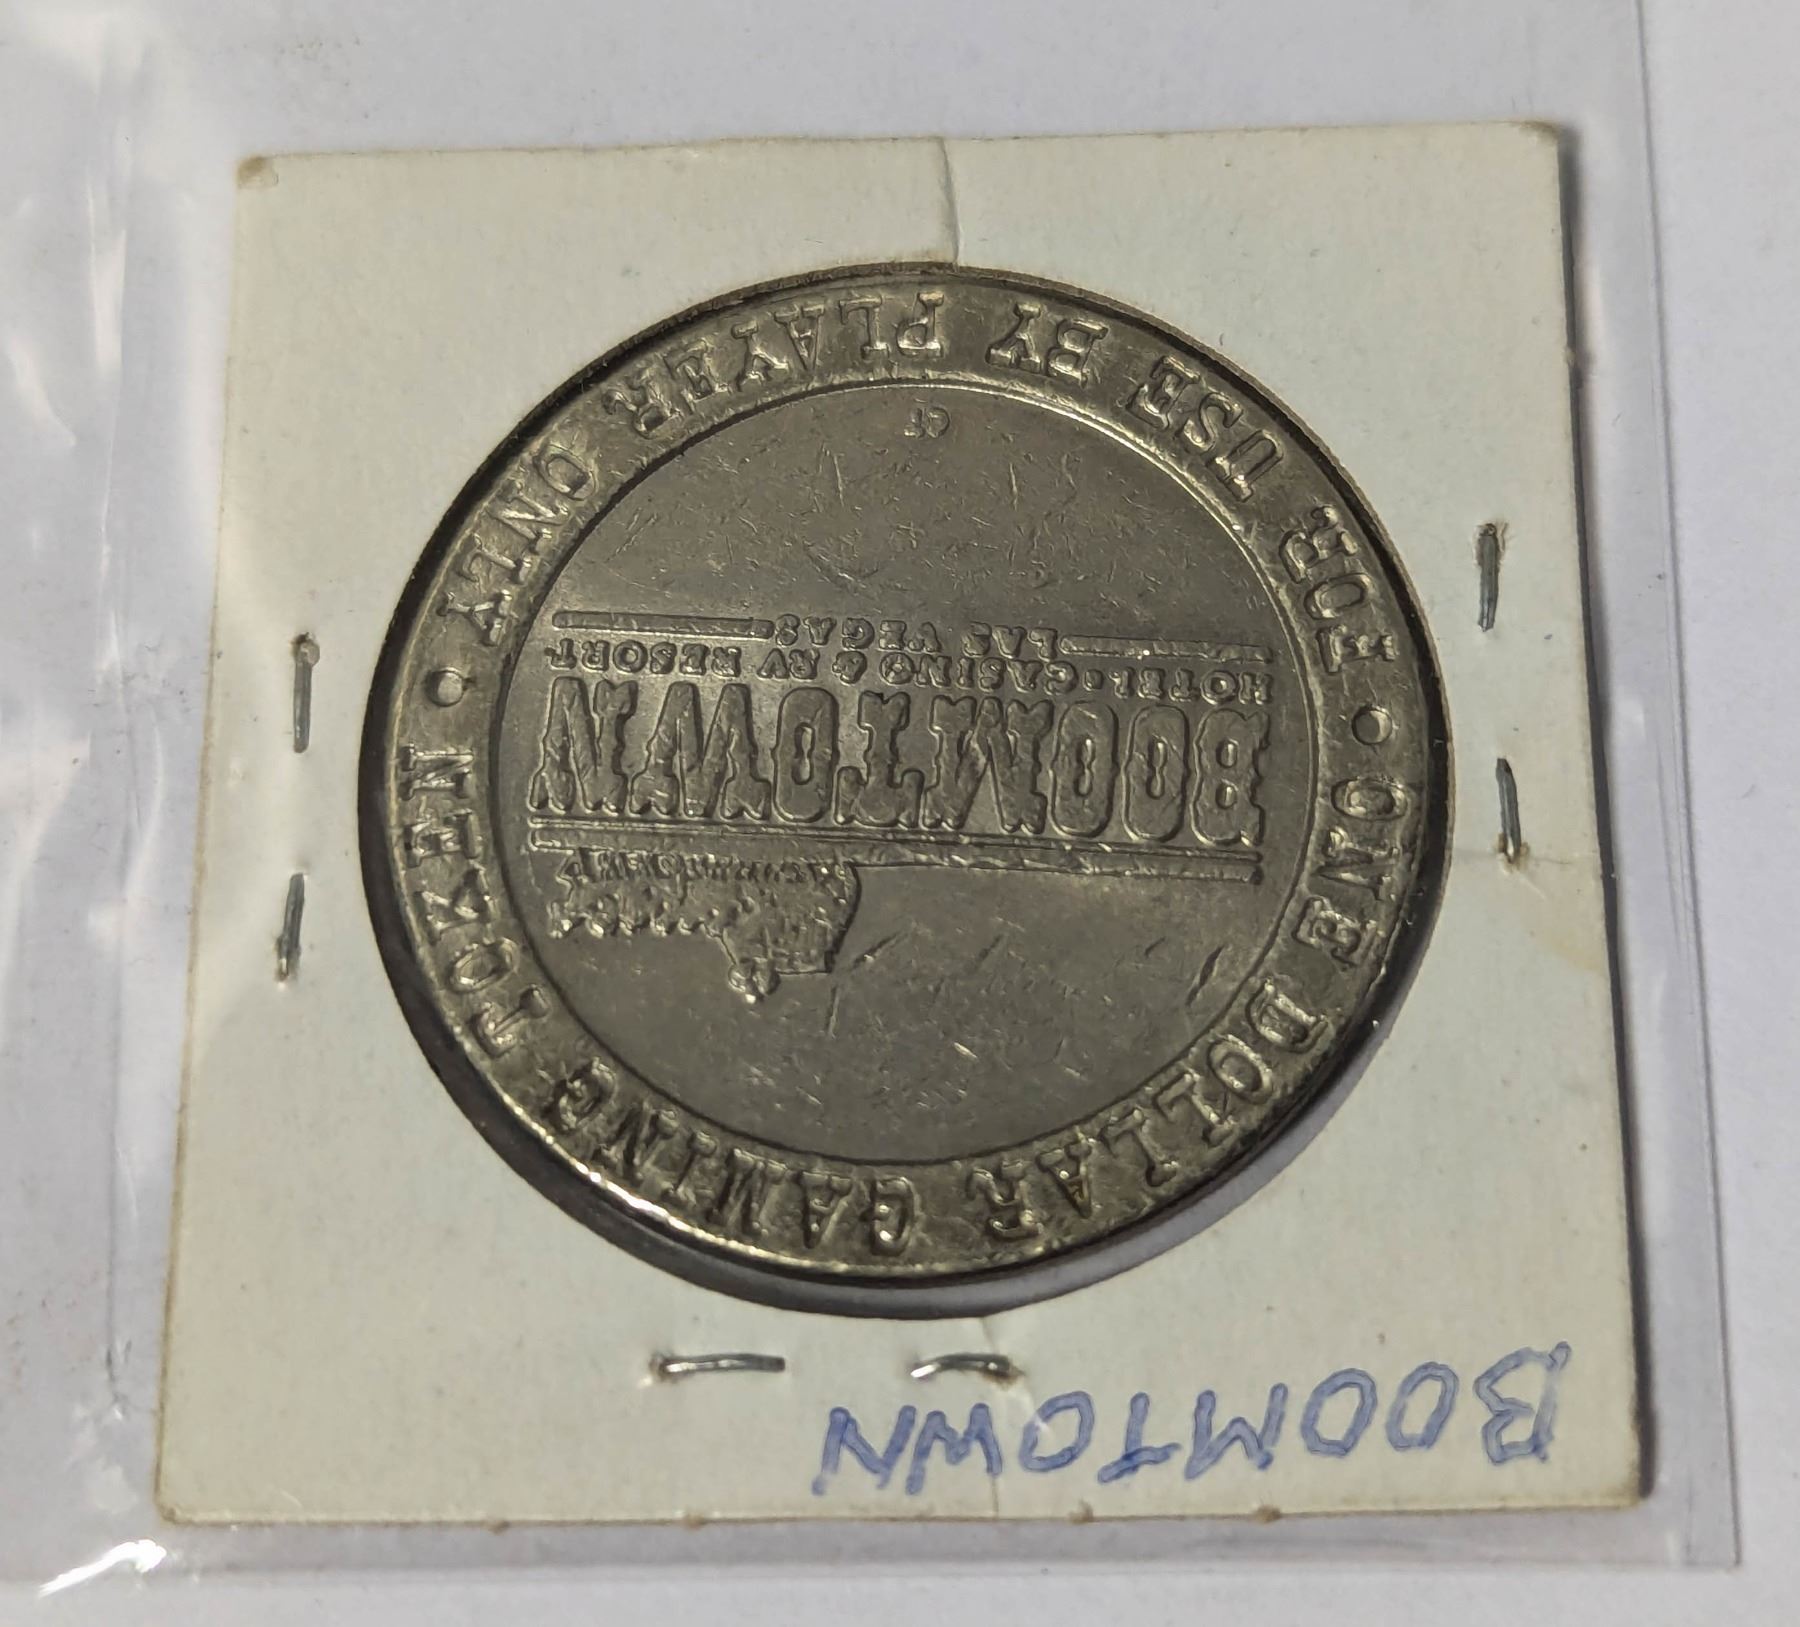 ONE DOLLAR GAMING TOKEN
BOOMTOWN
HOTEL•CASINO & RV RESORT
LAS VEGAS
• FOR USE BY PLAYER ONLY •
BOOMTOWN